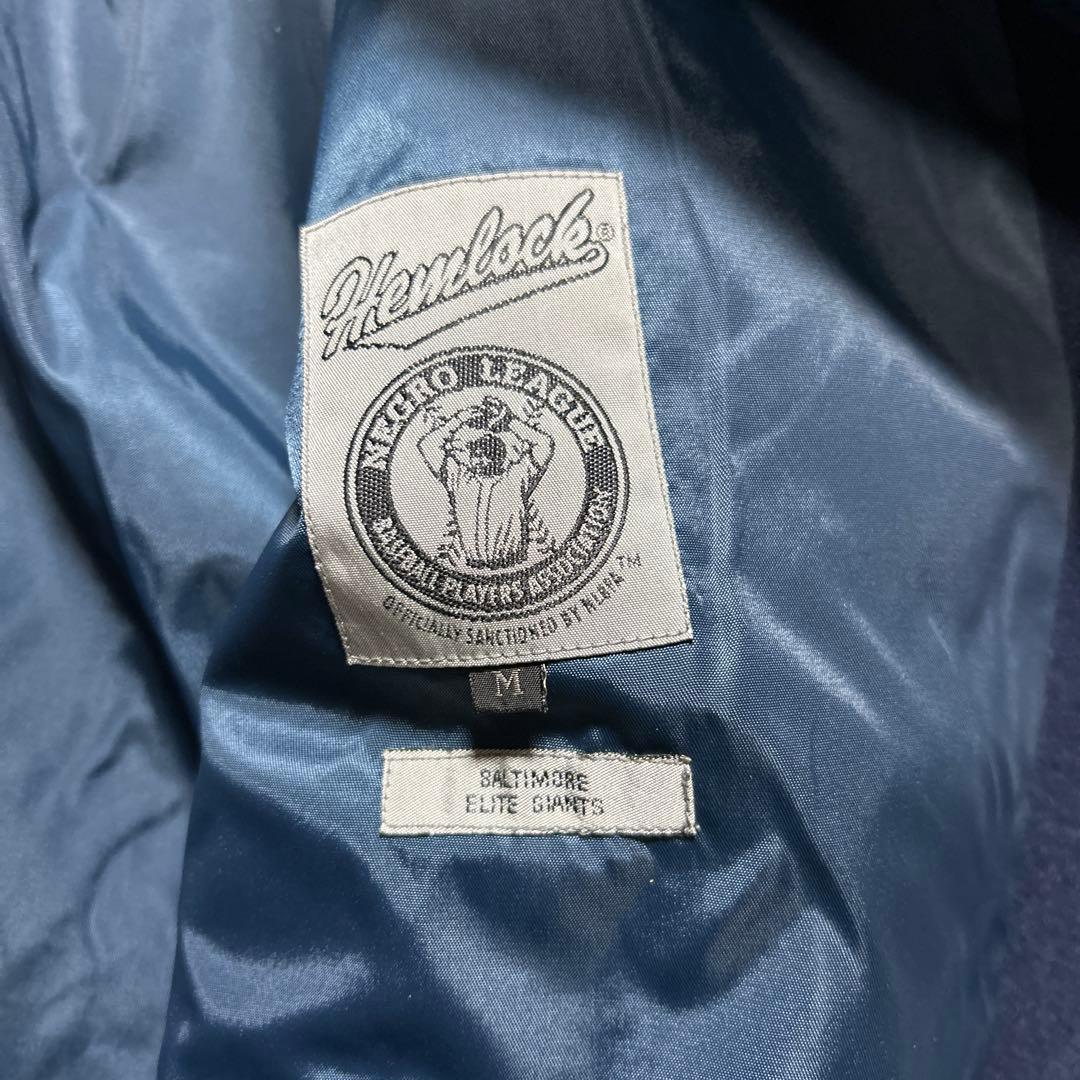 Hemlock®
NEGRO LEAGUE
BASEBALL PLAYERS ASSOCIATION
OFFICIALLY SANCTIONED BY NLBPA™
M
BALTIMORE
ELITE GIANTS